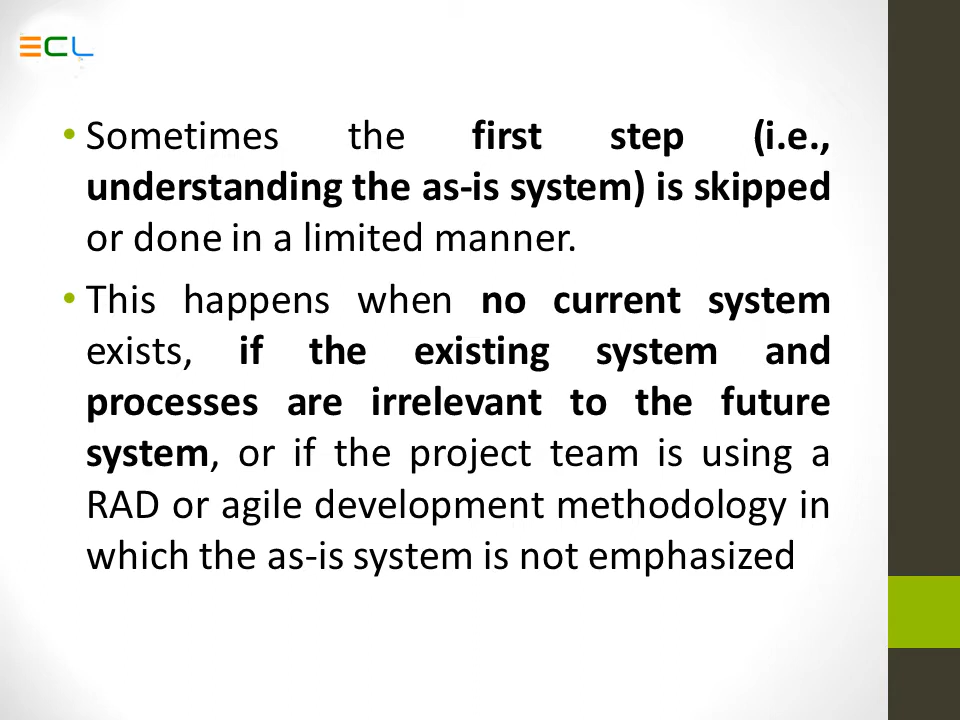 ECL
• Sometimes the first step (i.e.,
understanding the as-is system) is skipped
or done in a limited manner.
• This happens when no current system
exists, if the existing system and
processes are irrelevant to the future
system, or if the project team is using a
RAD or agile development methodology in
which the as-is system is not emphasized